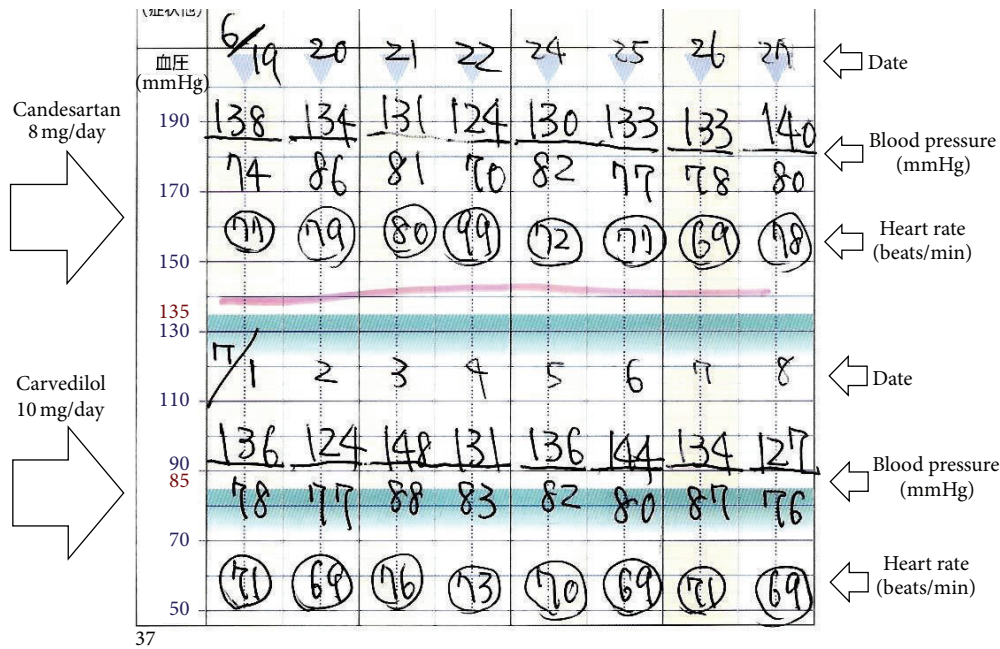 (症状他)
6/19 20 21 22 24 25 26 27
Date
血圧
(mmHg)
Candesartan
8 mg/day
190
138 134 131 124 130 133 133 140
Blood pressure
(mmHg)
74 86 81 70 82 77 78 80
170
77 79 80 99 72 77 69 78
Heart rate
(beats/min)
150
135
130
7/1 2 3 4 5 6 7 8
Date
110
Carvedilol
10 mg/day
136 124 148 131 136 144 134 127
90
85
Blood pressure
(mmHg)
78 77 88 83 82 80 87 76
70
71 69 76 73 70 69 71 69
Heart rate
(beats/min)
50
37